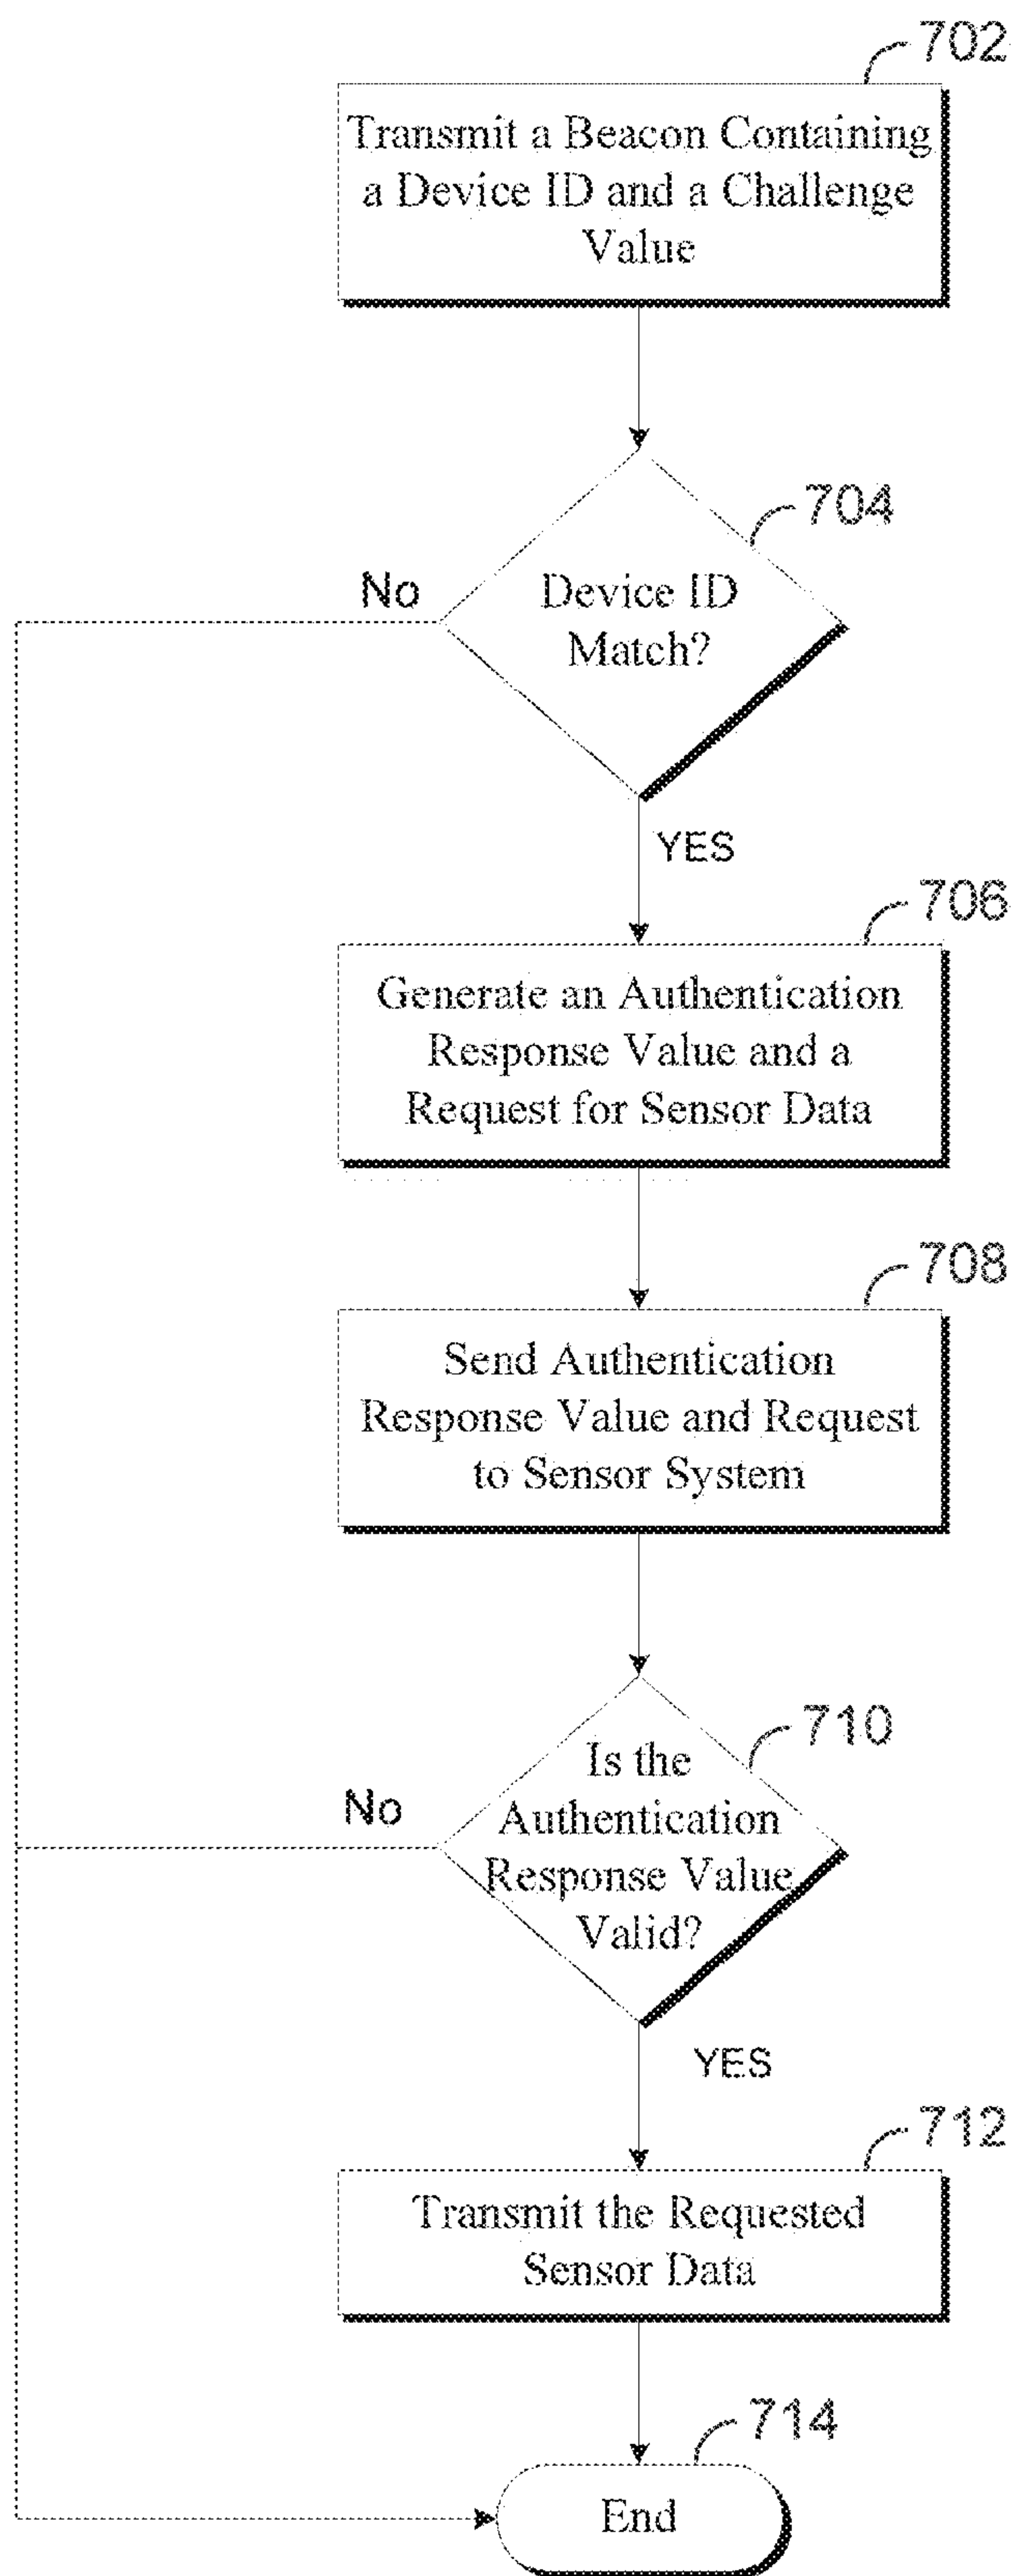 702
Transmit a Beacon Containing
a Device ID and a Challenge
Value
704
No
Device ID
Match?
YES
706
Generate an Authentication
Response Value and a
Request for Sensor Data
708
Send Authentication
Response Value and Request
to Sensor System
710
No
Is the
Authentication
Response Value
Valid?
YES
712
Transmit the Requested
Sensor Data
714
End